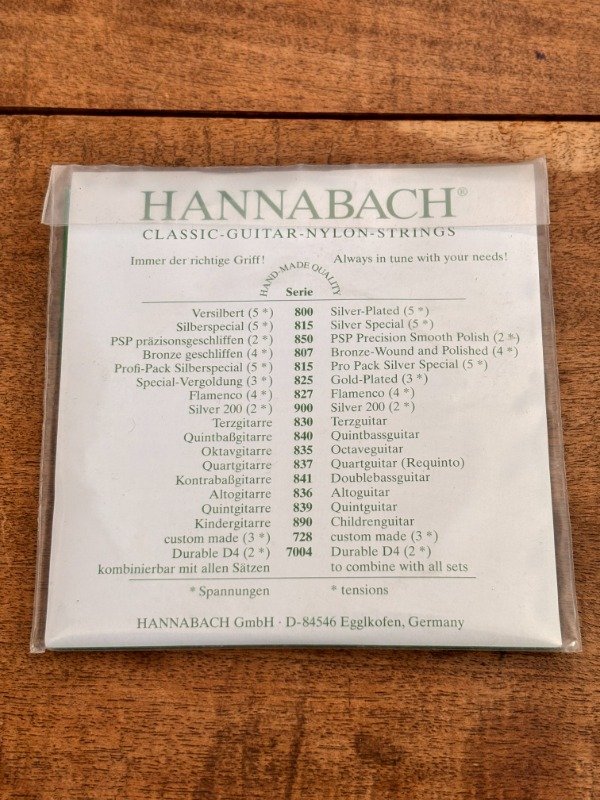 HANNABACH®
CLASSIC-GUITAR-NYLON-STRINGS
Immer der richtige Griff! Always in tune with your needs!
HAND-MADE QUALITY
Serie
Versilbert (5 *) 800 Silver-Plated (5 *)
Silberspecial (5 *) 815 Silver Special (5 *)
PSP präzisonsgeschliffen (2 *) 850 PSP Precision Smooth Polish (2 *)
Bronze geschliffen (4 *) 807 Bronze-Wound and Polished (4 *)
Profi-Pack Silberspecial (5 *) 815 Pro Pack Silver Special (5 *)
Special-Vergoldung (3 *) 825 Gold-Plated (3 *)
Flamenco (4 *) 827 Flamenco (4 *)
Silver 200 (2 *) 900 Silver 200 (2 *)
Terzgitarre 830 Terzguitar
Quintbaßgitarre 840 Quintbassguitar
Oktavgitarre 835 Octaveguitar
Quartgitarre 837 Quartguitar (Requinto)
Kontrabaßgitarre 841 Doublebassguitar
Altogitarre 836 Altoguitar
Quintgitarre 839 Quintguitar
Kindergitarre 890 Childrenguitar
custom made (3 *) 728 custom made (3 *)
Durable D4 (2 *) 7004 Durable D4 (2 *)
kombinierbar mit allen Sätzen to combine with all sets
* Spannungen * tensions
HANNABACH GmbH · D-84546 Egglkofen, Germany